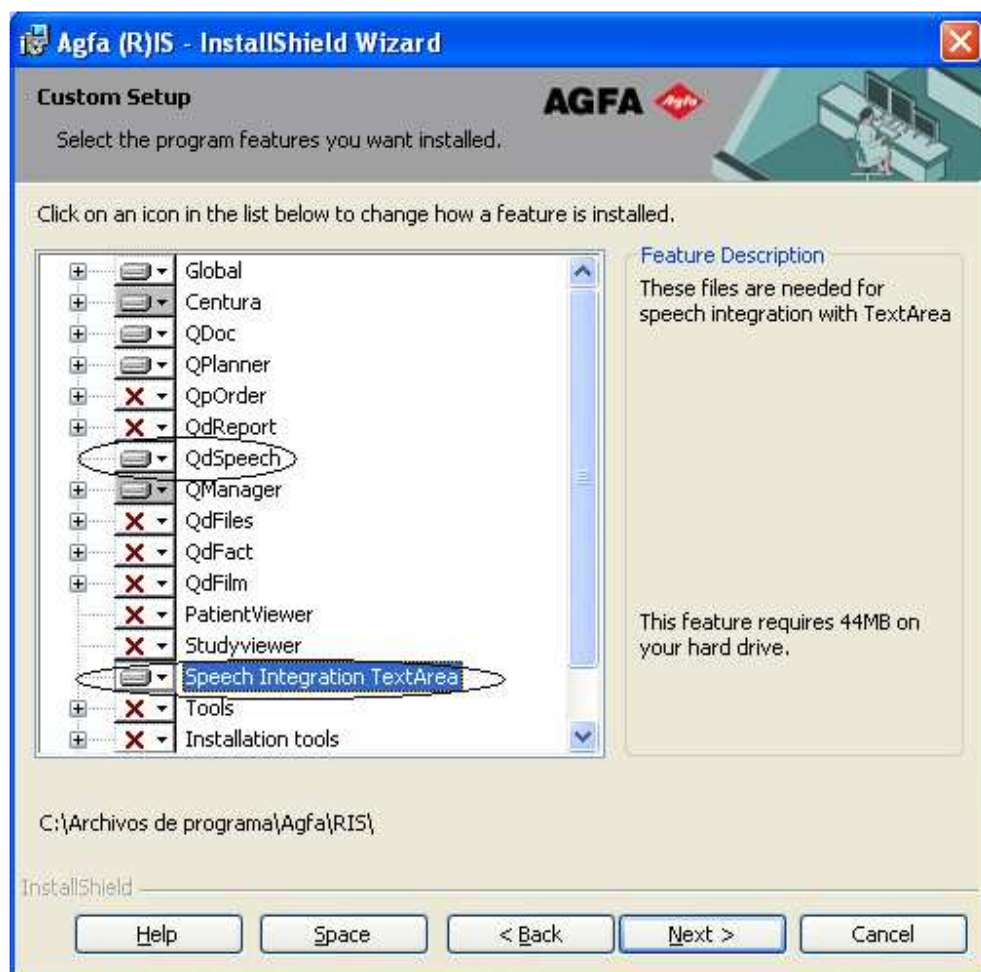 Agfa (R)IS - InstallShield Wizard
Custom Setup
Select the program features you want installed.
AGFA
Agfa
Click on an icon in the list below to change how a feature is installed.
Global
Centura
QDoc
QPlanner
QpOrder
QdReport
QdSpeech
QManager
QdFiles
QdFact
QdFilm
PatientViewer
Studyviewer
Speech Integration TextArea
Tools
Installation tools
Feature Description
These files are needed for
speech integration with TextArea
This feature requires 44MB on
your hard drive.
C:\Archivos de programa\Agfa\RIS\
InstallShield
Help
Space
< Back
Next >
Cancel